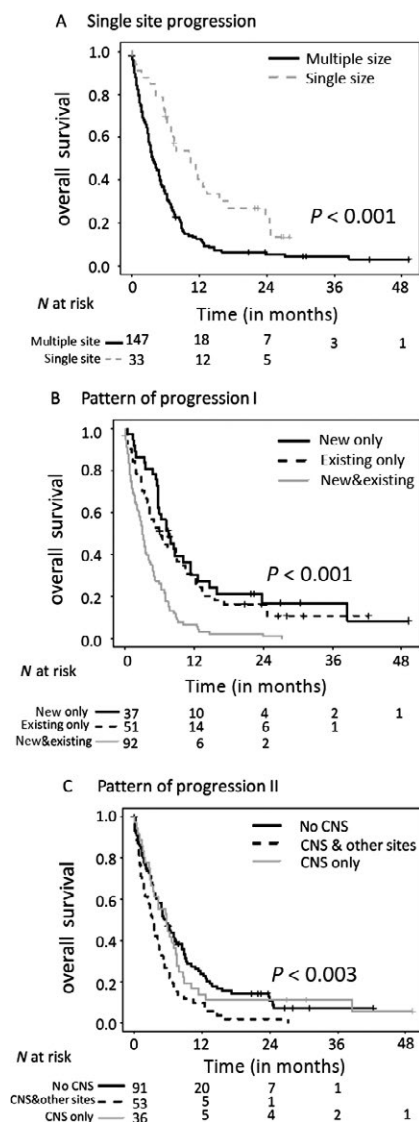 A Single site progression
Multiple size
Single size
overall survival
1.0
0.8
0.6
0.4
0.2
0.0
P < 0.001
0 12 24 36 48
N at risk
Time (in months)
Multiple site 147 18 7 3 1
Single site 33 12 5
B Pattern of progression I
New only
Existing only
New&existing
overall survival
1.0
0.8
0.6
0.4
0.2
0.0
P < 0.001
0 12 24 36 48
N at risk
Time (in months)
New only 37 10 4 2 1
Existing only 51 14 6 1
New&existing 92 6 2
C Pattern of progression II
No CNS
CNS & other sites
CNS only
overall survival
1.0
0.8
0.6
0.4
0.2
0.0
P < 0.003
0 12 24 36 48
N at risk
Time (in months)
No CNS 91 20 7 1
CNS&other sites 53 5 1
CNS only 36 5 4 2 1